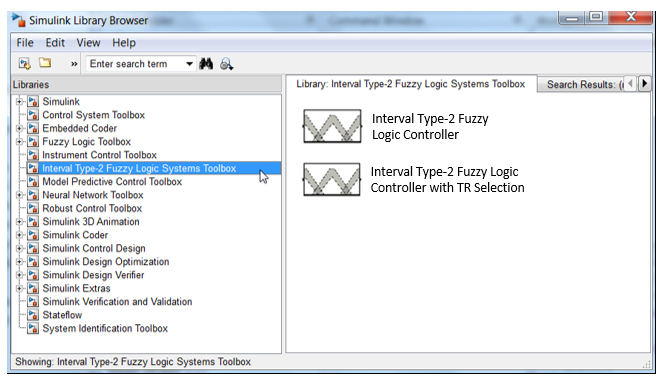 Simulink Library Browser
File Edit View Help
» Enter search term
Libraries
Simulink
Control System Toolbox
Embedded Coder
Fuzzy Logic Toolbox
Instrument Control Toolbox
Interval Type-2 Fuzzy Logic Systems Toolbox
Model Predictive Control Toolbox
Neural Network Toolbox
Robust Control Toolbox
Simulink 3D Animation
Simulink Coder
Simulink Control Design
Simulink Design Optimization
Simulink Design Verifier
Simulink Extras
Simulink Verification and Validation
Stateflow
System Identification Toolbox
Library: Interval Type-2 Fuzzy Logic Systems Toolbox Search Results: (
Interval Type-2 Fuzzy
Logic Controller
Interval Type-2 Fuzzy Logic
Controller with TR Selection
Showing: Interval Type-2 Fuzzy Logic Systems Toolbox